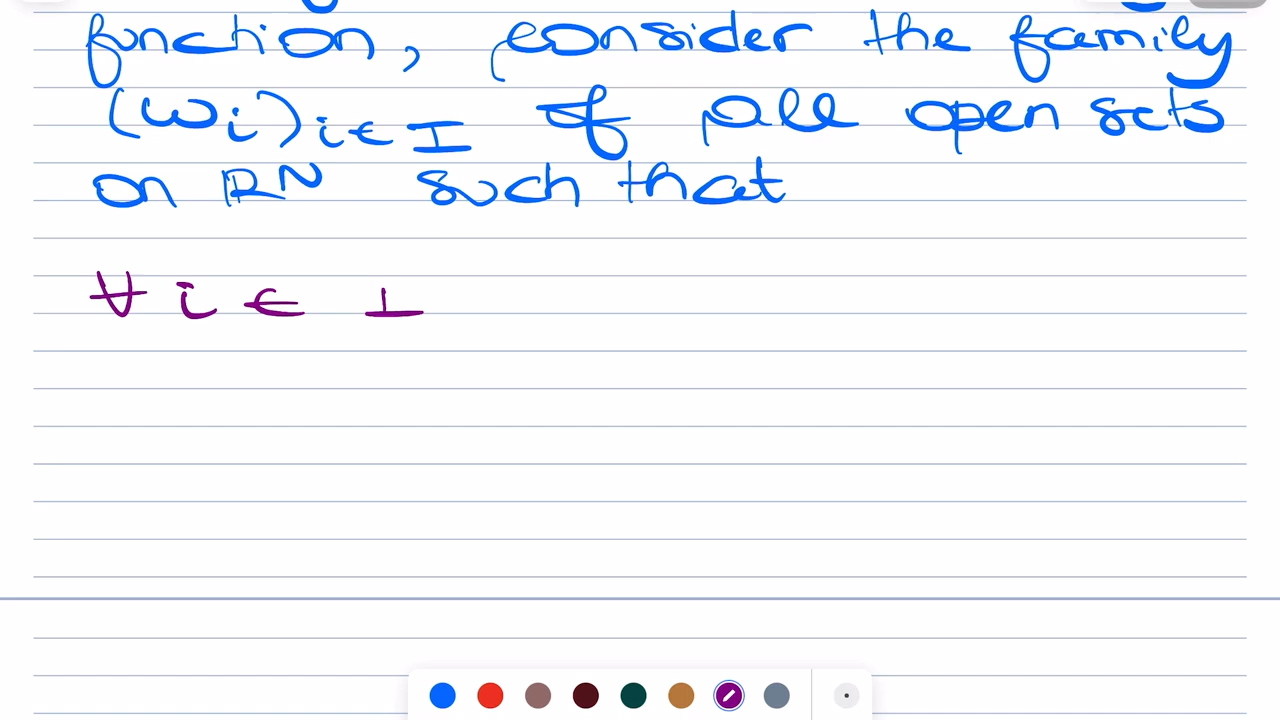 function, consider the family
(ωi)i∈I of all open sets
on RN such that
∀ i ∈ I